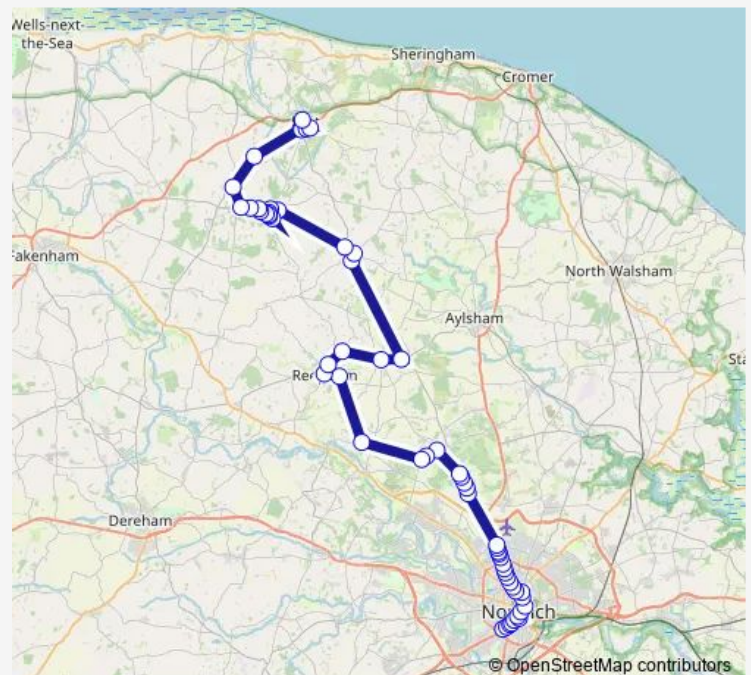 Wells-next-
the-Sea
Sheringham
Cromer
Fakenham
North Walsham
Aylsham
Dereham
© OpenStreetMap contributors